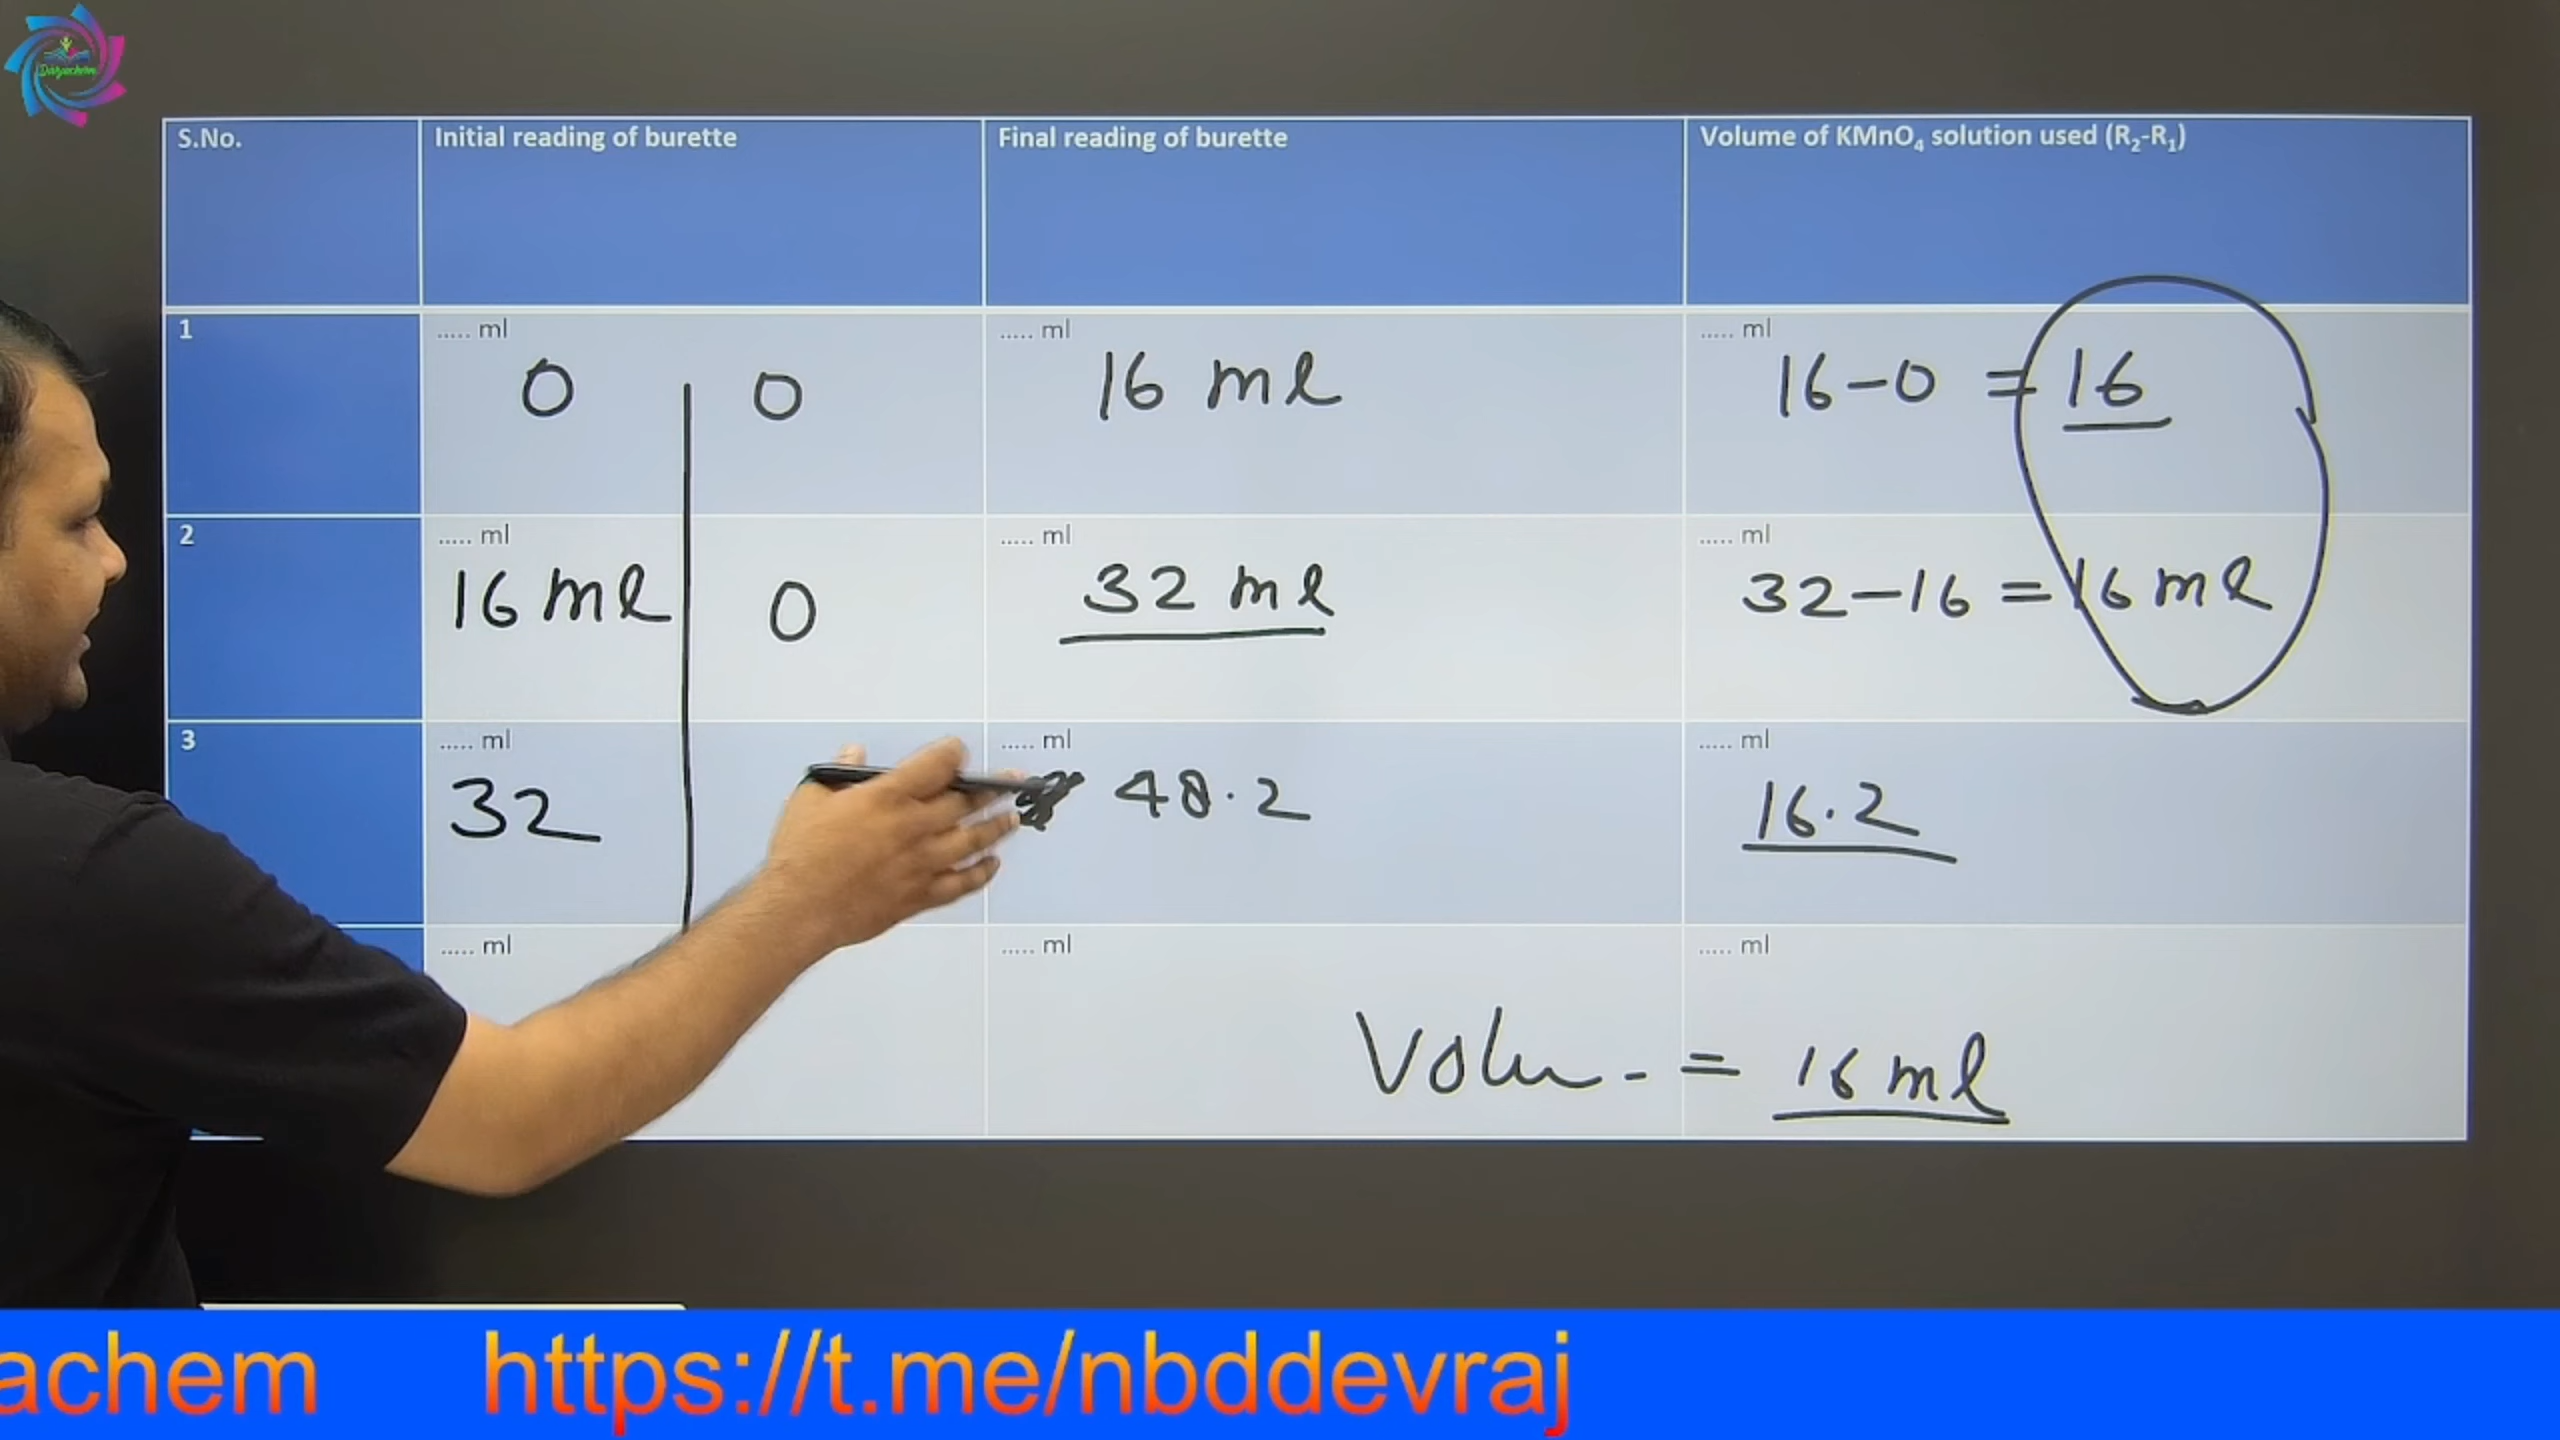 Daryachem
S.No. Initial reading of burette Final reading of burette Volume of KMnO₄ solution used (R₂-R₁)
1 ..... ml ..... ml ..... ml
0 0 16 ml 16-0 = 16
2 ..... ml ..... ml ..... ml
16 ml 0 32 ml 32-16 = 16 ml
3 ..... ml ..... ml ..... ml
32 48.2 16.2
..... ml ..... ml ..... ml
= 16 ml
achem https://t.me/nbddevraj